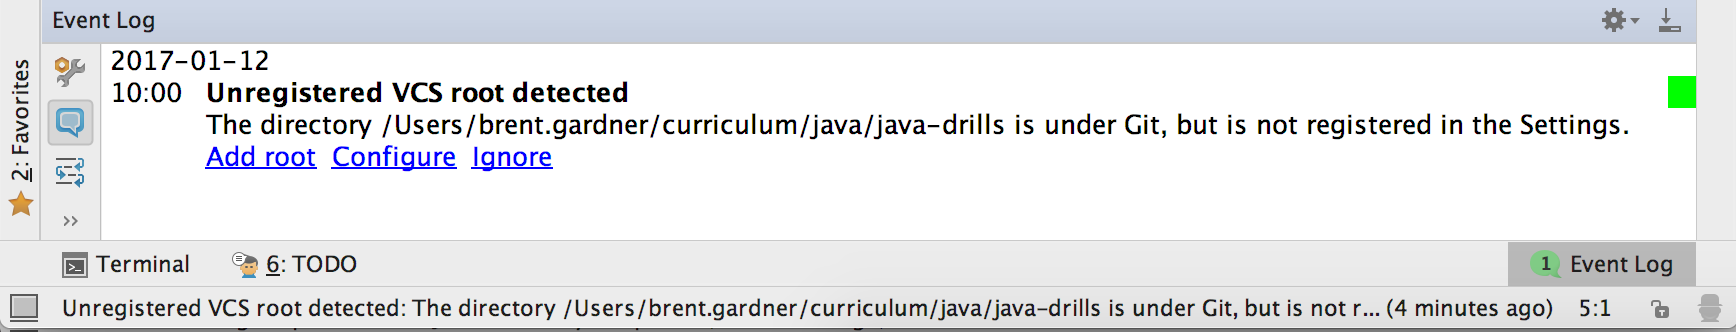 Event Log
2: Favorites
2017-01-12
10:00 Unregistered VCS root detected
The directory /Users/brent.gardner/curriculum/java/java-drills is under Git, but is not registered in the Settings.
Add root Configure Ignore
Terminal 6: TODO 1 Event Log
Unregistered VCS root detected: The directory /Users/brent.gardner/curriculum/java/java-drills is under Git, but is not r... (4 minutes ago) 5:1